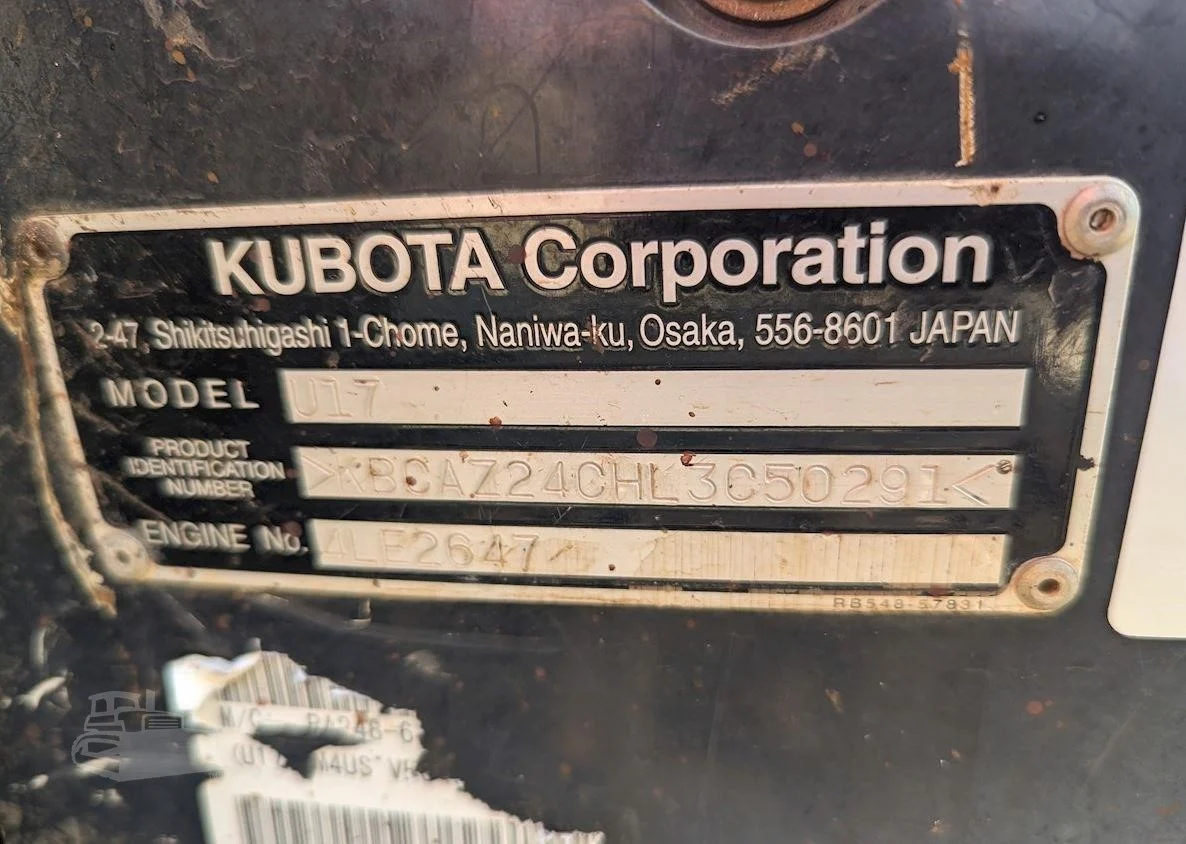 KUBOTA Corporation
2-47, Shikitsuhigashi 1-Chome, Naniwa-ku, Osaka, 556-8601 JAPAN
MODEL U17
PRODUCT
IDENTIFICATION
NUMBER
>KBCAZ24CHL3C50291<
ENGINE No. 4LF2647
RB548-57831